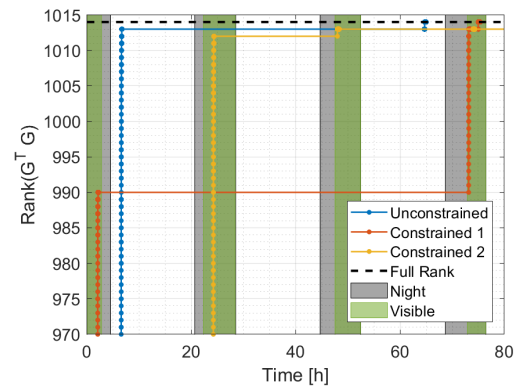 1015
1010
1005
1000
995
990
985
980
975
970
Rank(G^T G)
Unconstrained
Constrained 1
Constrained 2
Full Rank
Night
Visible
0
20
40
60
80
Time [h]